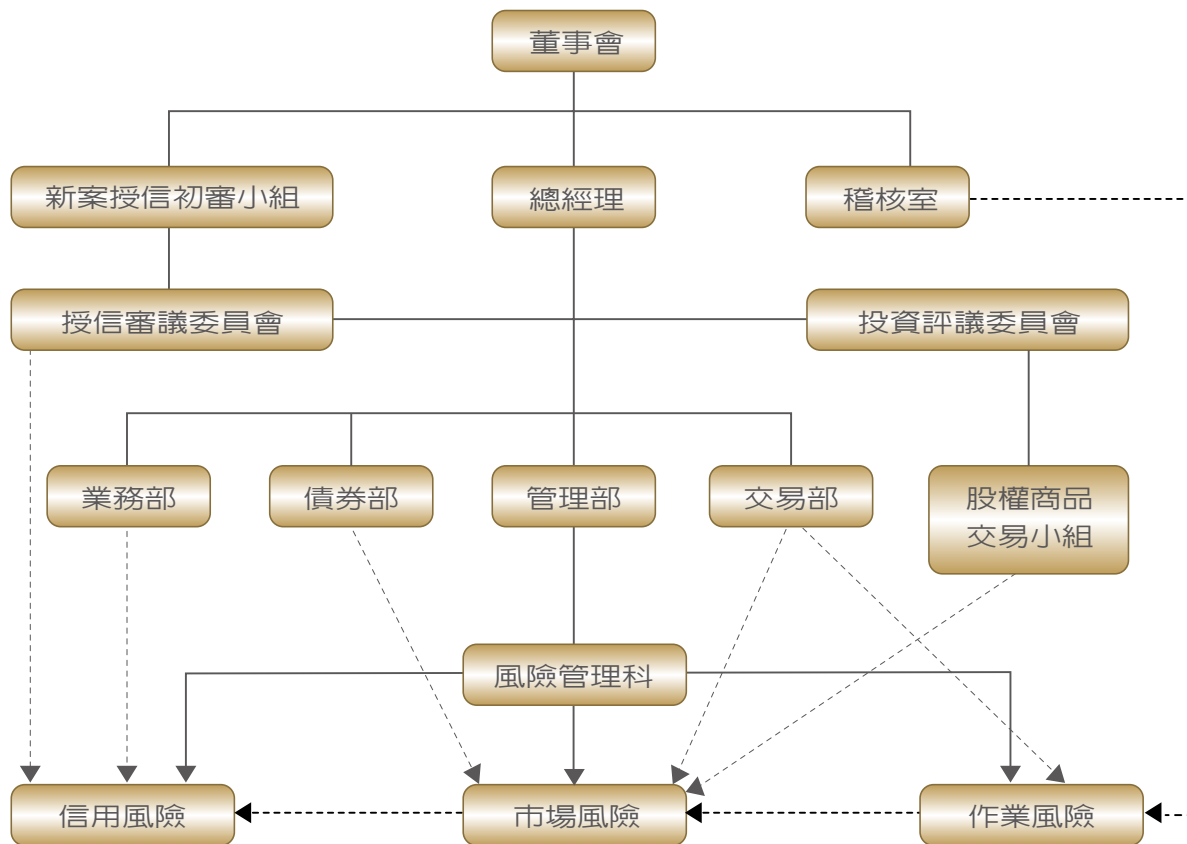 董事會
新案授信初審小組
總經理
稽核室
授信審議委員會
投資評議委員會
業務部
債券部
管理部
交易部
股權商品
交易小組
風險管理科
信用風險
市場風險
作業風險